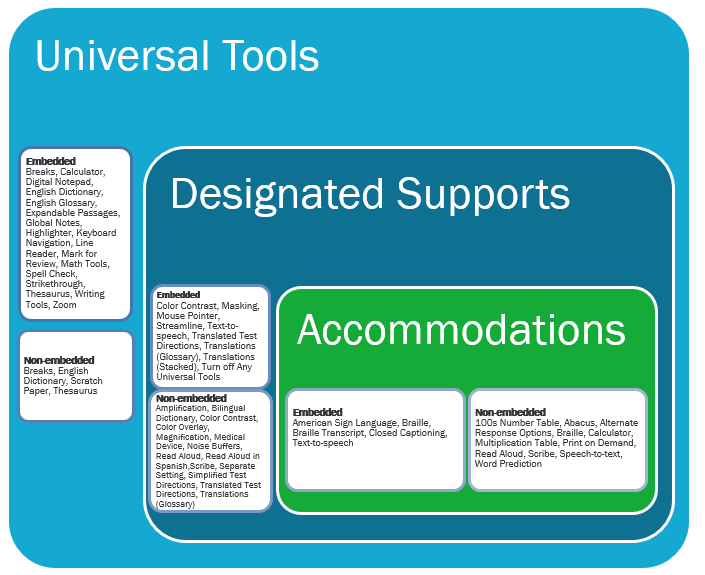 Universal Tools
Embedded
Breaks, Calculator,
Digital Notepad,
English Dictionary,
English Glossary,
Expandable Passages,
Global Notes,
Highlighter, Keyboard
Navigation, Line
Reader, Mark for
Review, Math Tools,
Spell Check,
Strikethrough,
Thesaurus, Writing
Tools, Zoom
Non-embedded
Breaks, English
Dictionary, Scratch
Paper, Thesaurus
Designated Supports
Embedded
Color Contrast, Masking,
Mouse Pointer,
Streamline, Text-to-
speech, Translated Test
Directions, Translations
(Glossary), Translations
(Stacked), Turn off Any
Universal Tools
Non-embedded
Amplification, Bilingual
Dictionary, Color Contrast,
Color Overlay,
Magnification, Medical
Device, Noise Buffers,
Read Aloud, Read Aloud in
Spanish,Scribe, Separate
Setting, Simplified Test
Directions, Translated Test
Directions, Translations
(Glossary)
Accommodations
Embedded
American Sign Language, Braille,
Braille Transcript, Closed Captioning,
Text-to-speech
Non-embedded
100s Number Table, Abacus, Alternate
Response Options, Braille, Calculator,
Multiplication Table, Print on Demand,
Read Aloud, Scribe, Speech-to-text,
Word Prediction